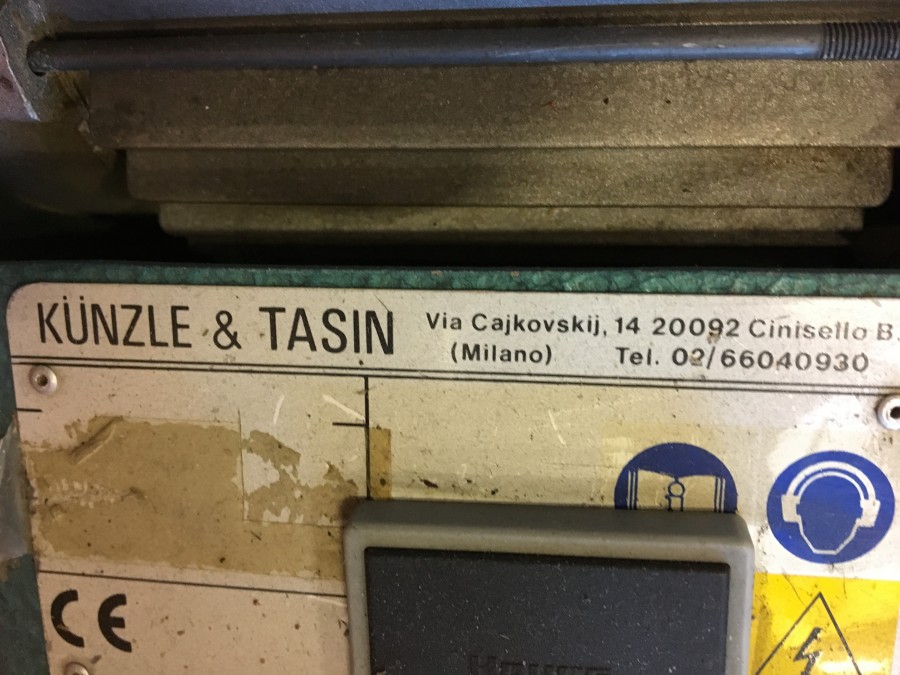 KÜNZLE & TASIN
Via Cajkovskij, 14 20092 Cinisello B.
(Milano) Tel. 02/66040930
i
CE